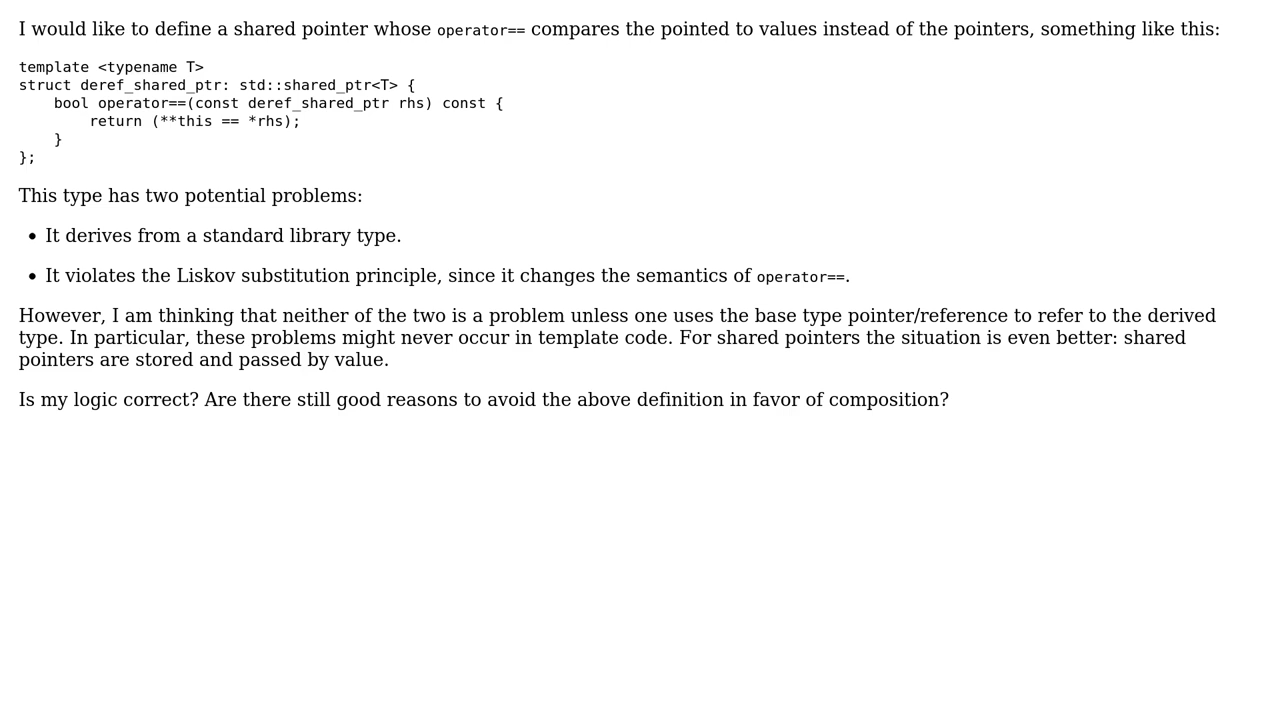 I would like to define a shared pointer whose operator== compares the pointed to values instead of the pointers, something like this:
template <typename T>
struct deref_shared_ptr: std::shared_ptr<T> {
    bool operator==(const deref_shared_ptr rhs) const {
        return (**this == *rhs);
    }
};
This type has two potential problems:
• It derives from a standard library type.
• It violates the Liskov substitution principle, since it changes the semantics of operator==.
However, I am thinking that neither of the two is a problem unless one uses the base type pointer/reference to refer to the derived
type. In particular, these problems might never occur in template code. For shared pointers the situation is even better: shared
pointers are stored and passed by value.
Is my logic correct? Are there still good reasons to avoid the above definition in favor of composition?